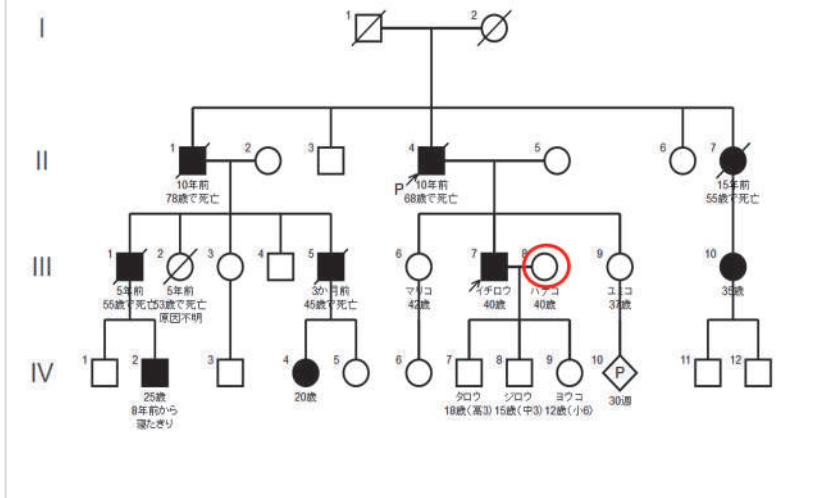 I
1 2
II
1 2 3 4 5 6 7
P
10年前 10年前 15年前
78歳で死亡 68歳で死亡 55歳で死亡
III
1 2 3 4 5 6 7 8 9 10
5年前 5年前 3か月前 マリコ イチロウ ハナコ ユミコ 35歳
55歳で死亡 53歳で死亡 45歳で死亡 42歳 40歳 40歳 37歳
原因不明
IV
1 2 3 4 5 6 7 8 9 10 11 12
P
25歳 20歳 タロウ ジロウ ヨウコ 30週
8年前から 18歳(高3) 15歳(中3) 12歳(小6)
寝たきり